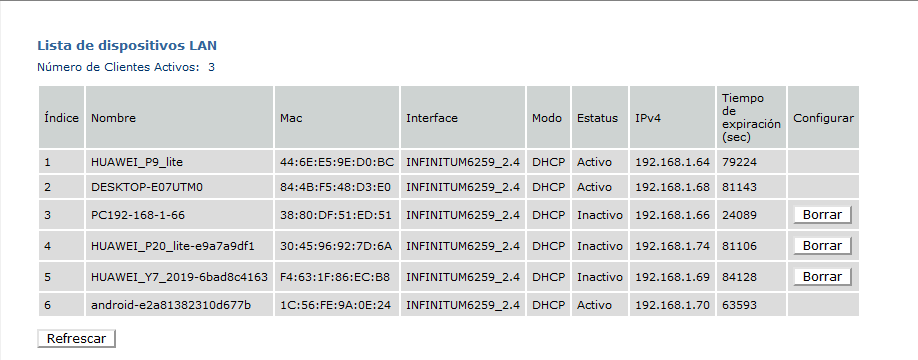 Lista de dispositivos LAN
Número de Clientes Activos: 3
Índice Nombre Mac Interface Modo Estatus IPv4 Tiempo de expiración (sec) Configurar
1 HUAWEI_P9_lite 44:6E:E5:9E:D0:BC INFINITUM6259_2.4 DHCP Activo 192.168.1.64 79224
2 DESKTOP-E07UTM0 84:4B:F5:48:D3:E0 INFINITUM6259_2.4 DHCP Activo 192.168.1.68 81143
3 PC192-168-1-66 38:80:DF:51:ED:51 INFINITUM6259_2.4 DHCP Inactivo 192.168.1.66 24089 Borrar
4 HUAWEI_P20_lite-e9a7a9df1 30:45:96:92:7D:6A INFINITUM6259_2.4 DHCP Inactivo 192.168.1.74 81106 Borrar
5 HUAWEI_Y7_2019-6bad8c4163 F4:63:1F:86:EC:B8 INFINITUM6259_2.4 DHCP Inactivo 192.168.1.69 84128 Borrar
6 android-e2a81382310d677b 1C:56:FE:9A:0E:24 INFINITUM6259_2.4 DHCP Activo 192.168.1.70 63593
Refrescar